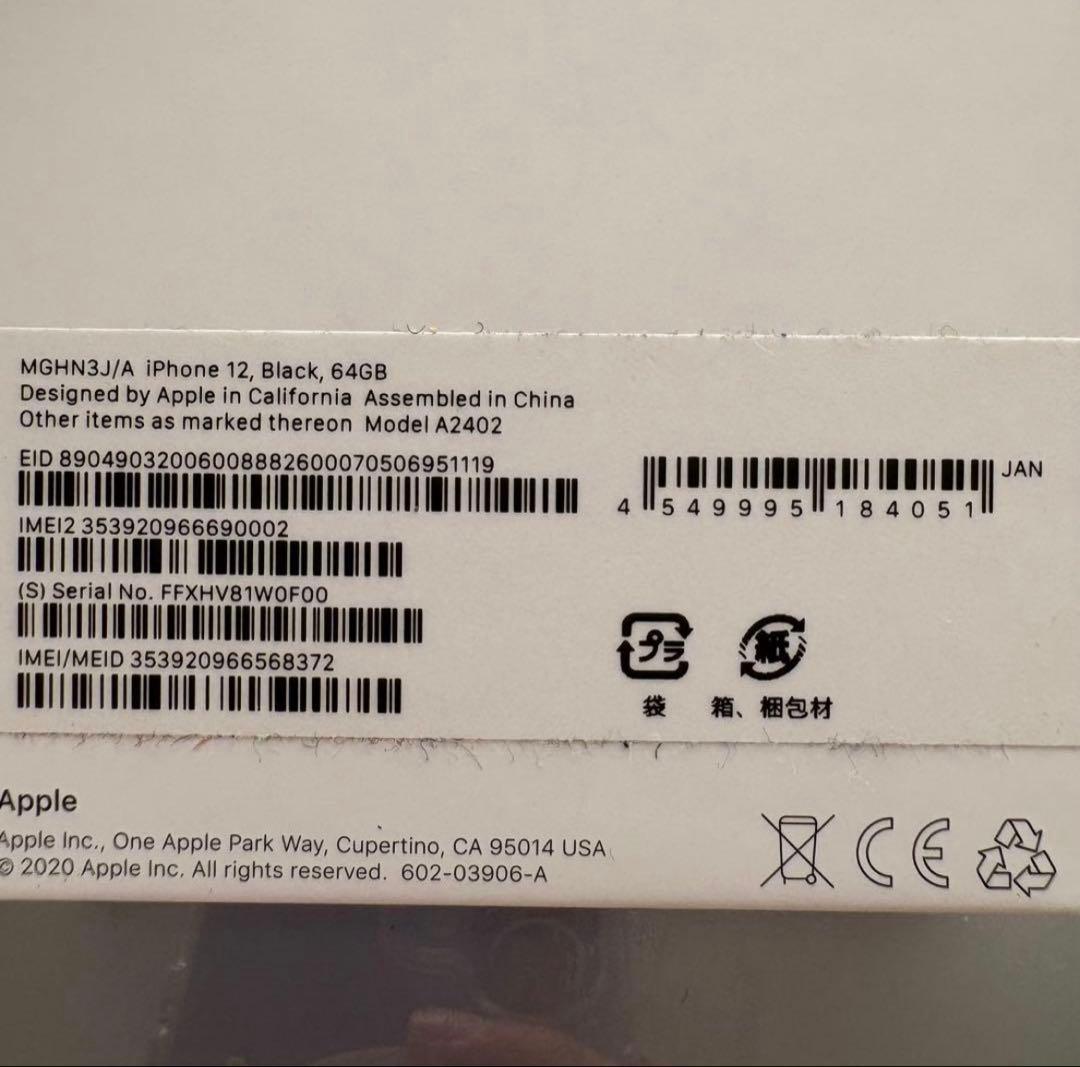 MGHN3J/A iPhone 12, Black, 64GB
Designed by Apple in California Assembled in China
Other items as marked thereon Model A2402
EID 89049032006008882600070506951119
IMEI2 353920966690002
(S) Serial No. FFXHV81W0F00
IMEI/MEID 353920966568372
JAN
4 549995 184051
プラ
紙
袋
箱、梱包材
Apple
Apple Inc., One Apple Park Way, Cupertino, CA 95014 USA
© 2020 Apple Inc. All rights reserved. 602-03906-A
CE